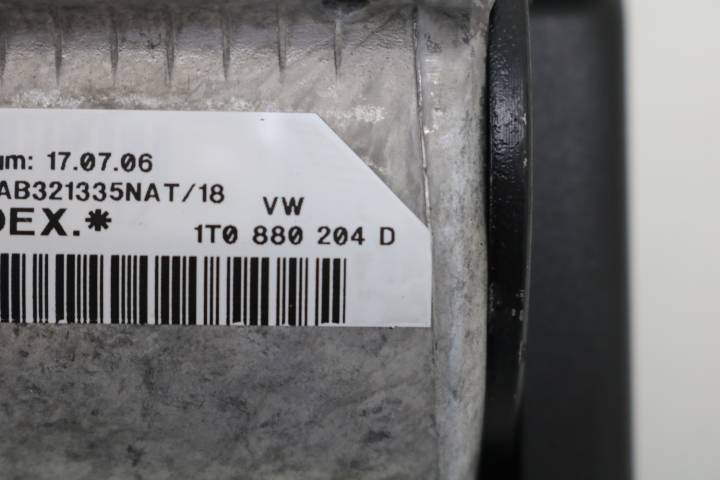 um: 17.07.06
AB321335NAT/18
VW
DEX.*
1T0 880 204 D